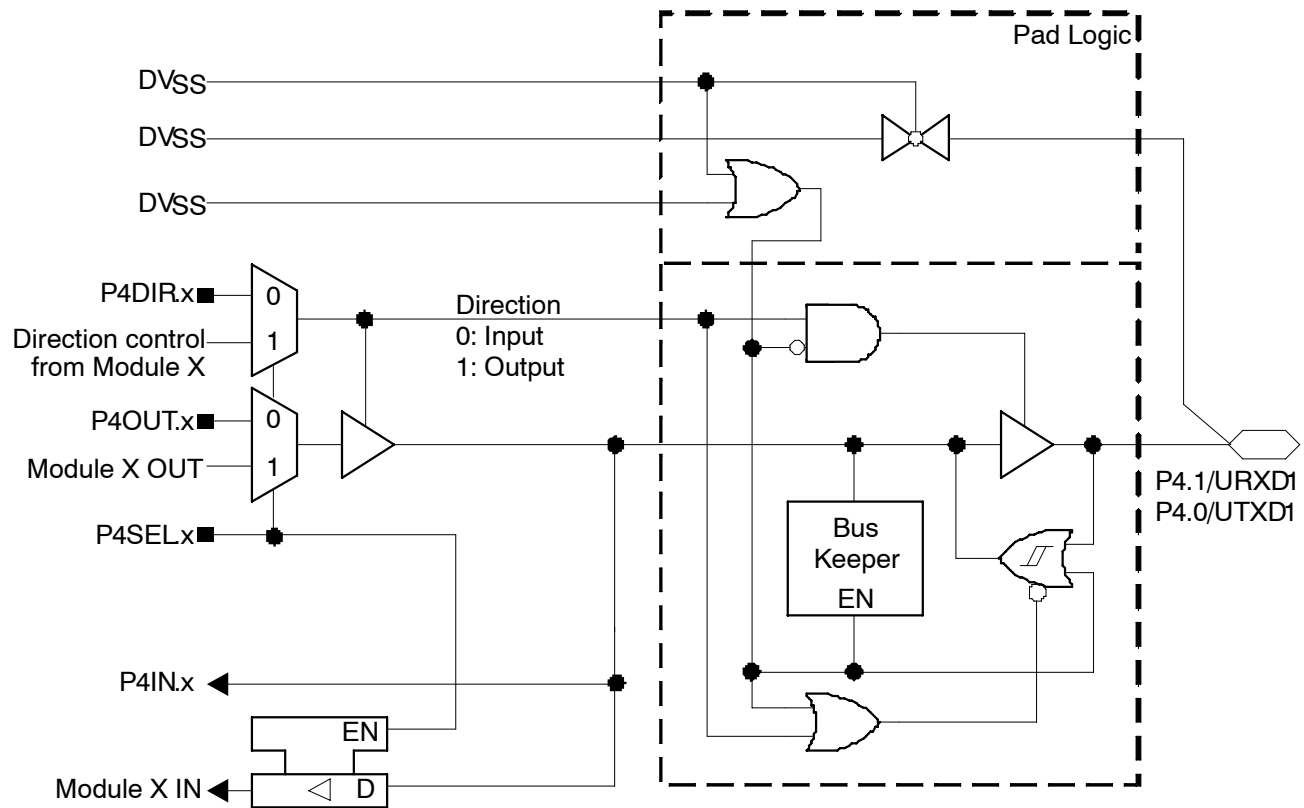 Pad Logic
DVSS
DVSS
DVSS
P4DIR.x
0
1
Direction control
from Module X
Direction
0: Input
1: Output
P4OUT.x
0
1
Module X OUT
P4SEL.x
P4.1/URXD1
P4.0/UTXD1
Bus
Keeper
EN
P4IN.x
EN
D
Module X IN